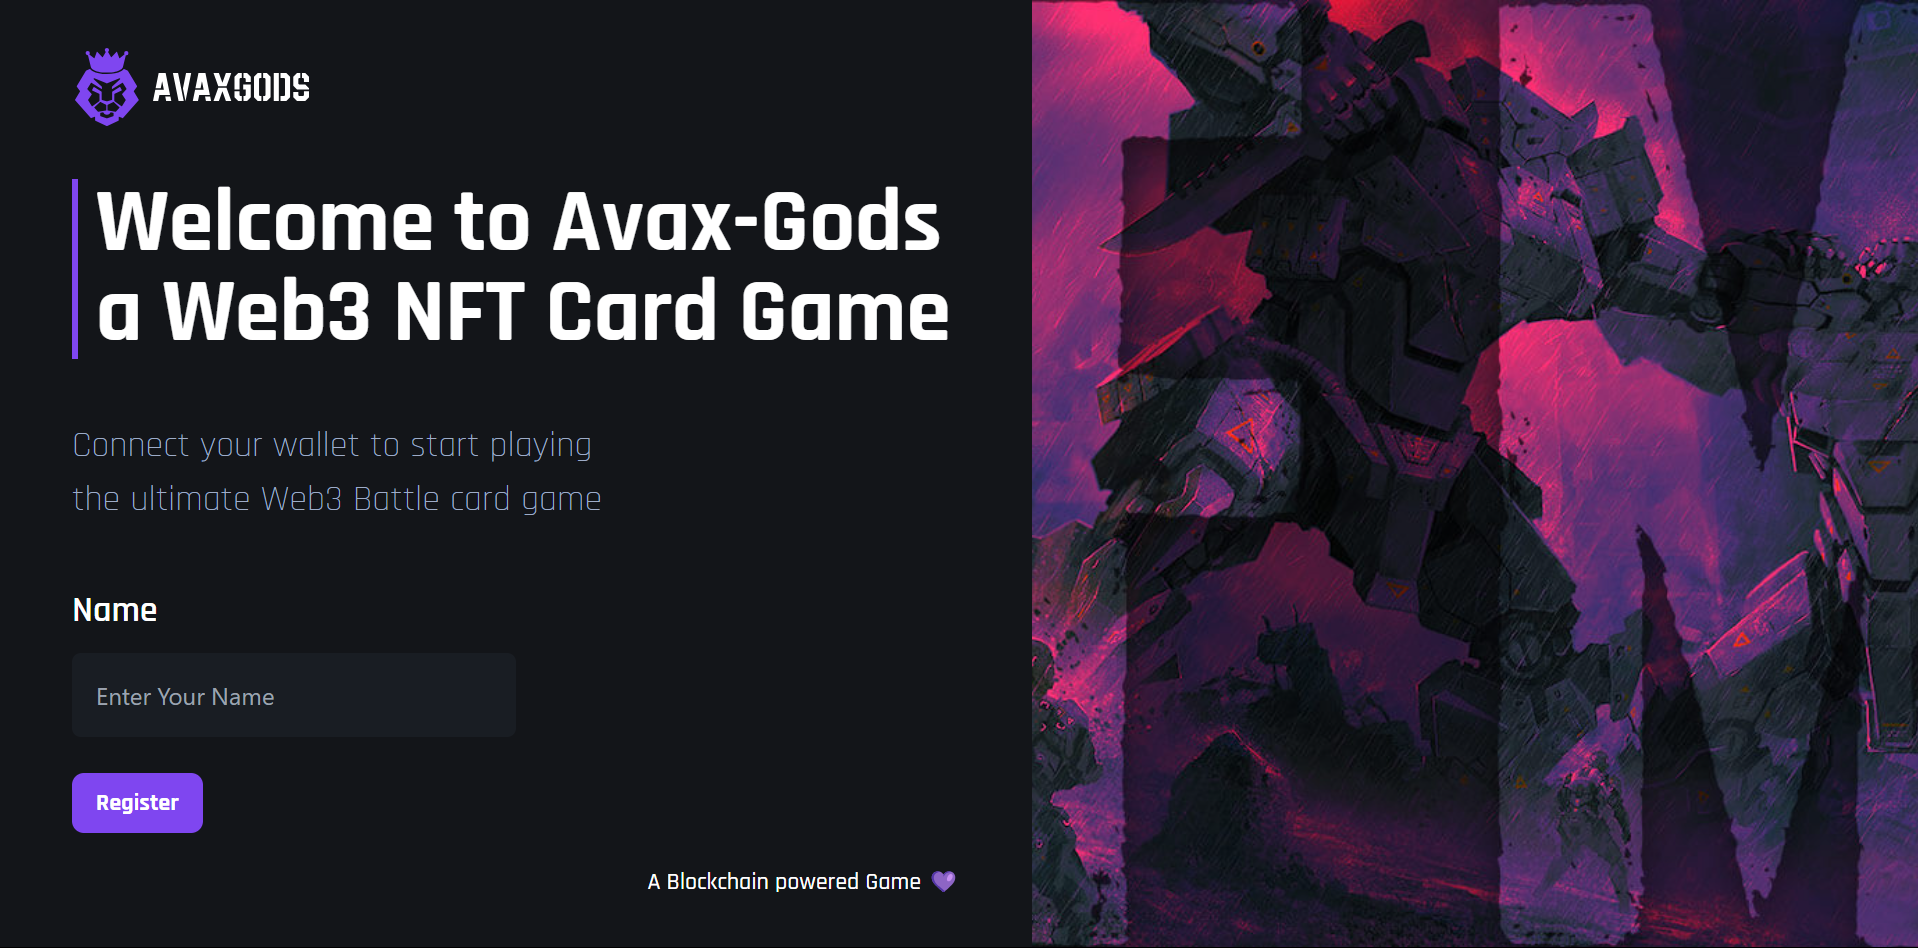 AVAXGODS
Welcome to Avax-Gods
a Web3 NFT Card Game
Connect your wallet to start playing
the ultimate Web3 Battle card game
Name
Enter Your Name
Register
A Blockchain powered Game 💜